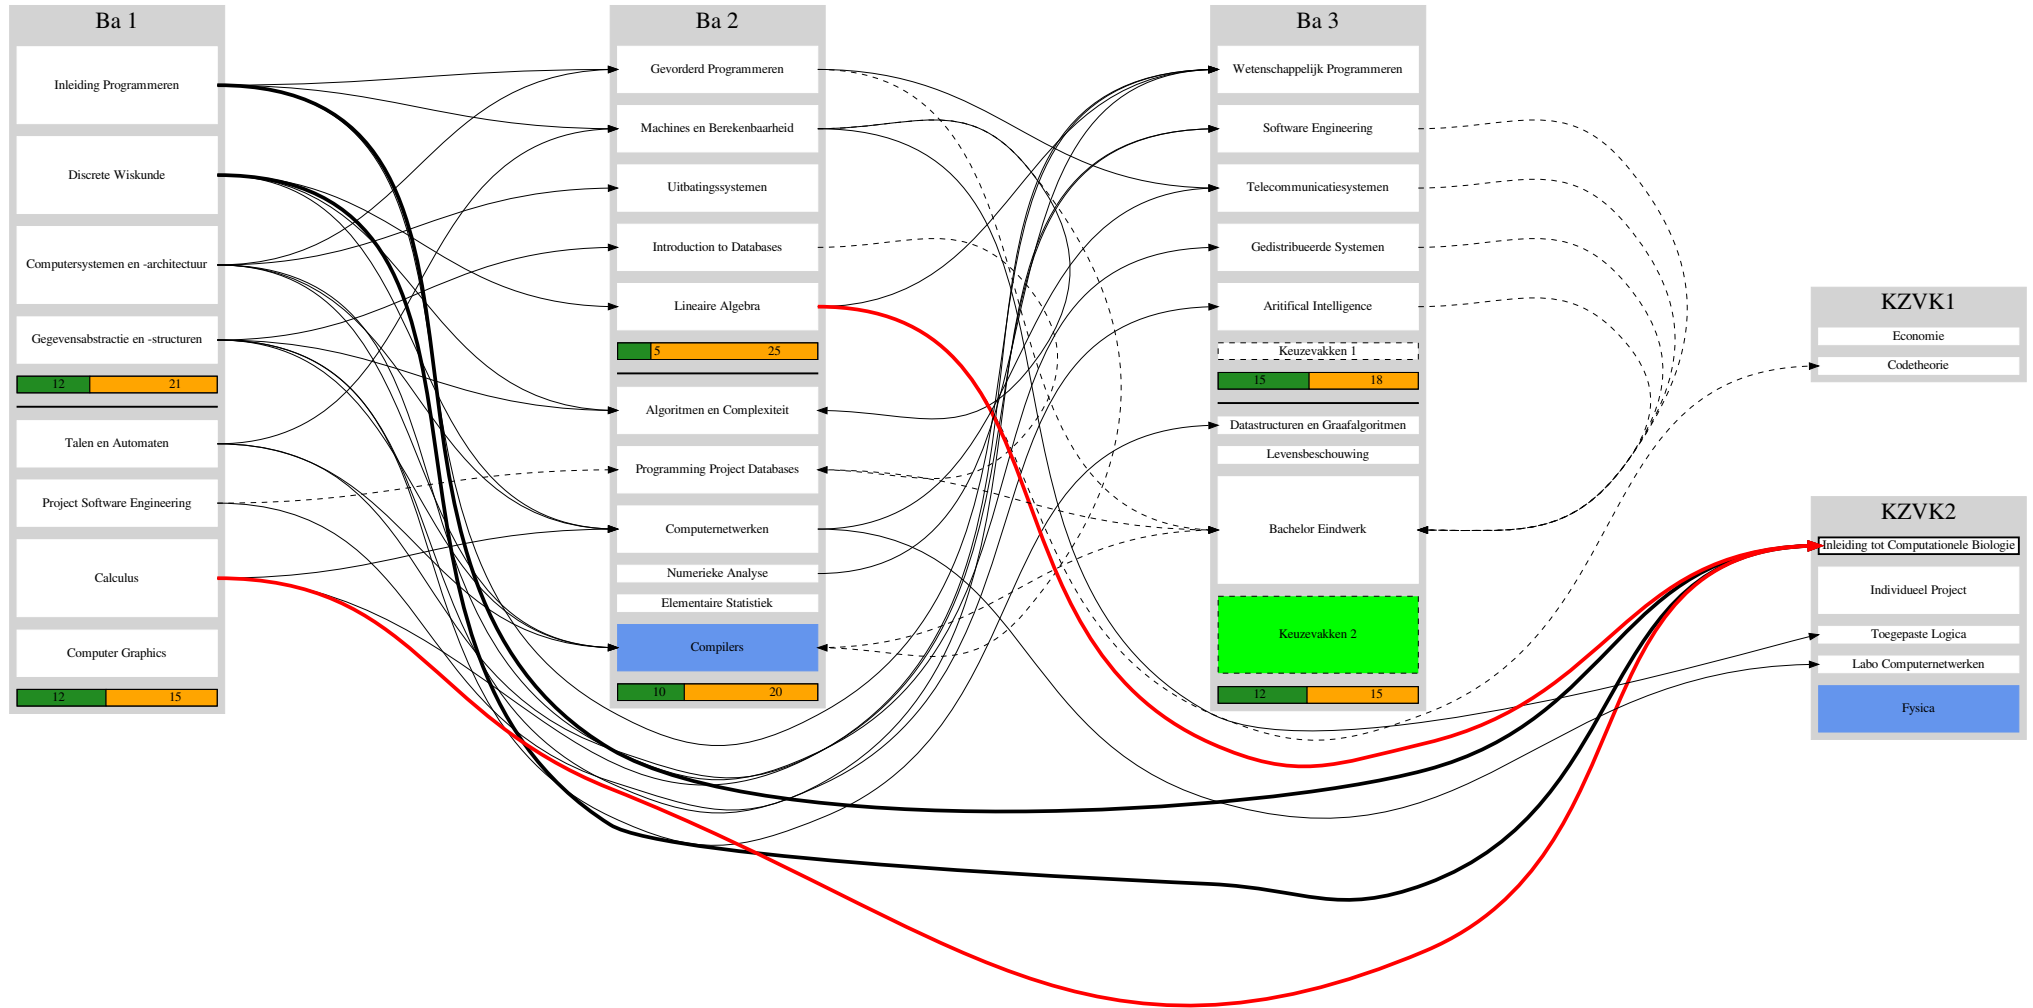 Ba 1
Inleiding Programmeren
Discrete Wiskunde
Computersystemen en -architectuur
Gegevensabstractie en -structuren
12 21
Talen en Automaten
Project Software Engineering
Calculus
Computer Graphics
12 15
Ba 2
Gevorderd Programmeren
Machines en Berekenbaarheid
Uitbatingssystemen
Introduction to Databases
Lineaire Algebra
5 25
Algoritmen en Complexiteit
Programming Project Databases
Computernetwerken
Numerieke Analyse
Elementaire Statistiek
Compilers
10 20
Ba 3
Wetenschappelijk Programmeren
Software Engineering
Telecommunicatiesystemen
Gedistribueerde Systemen
Aritifical Intelligence
Keuzevakken 1
15 18
Datastructuren en Graafalgoritmen
Levensbeschouwing
Bachelor Eindwerk
Keuzevakken 2
12 15
KZVK1
Economie
Codetheorie
KZVK2
Inleiding tot Computationele Biologie
Individueel Project
Toegepaste Logica
Labo Computernetwerken
Fysica